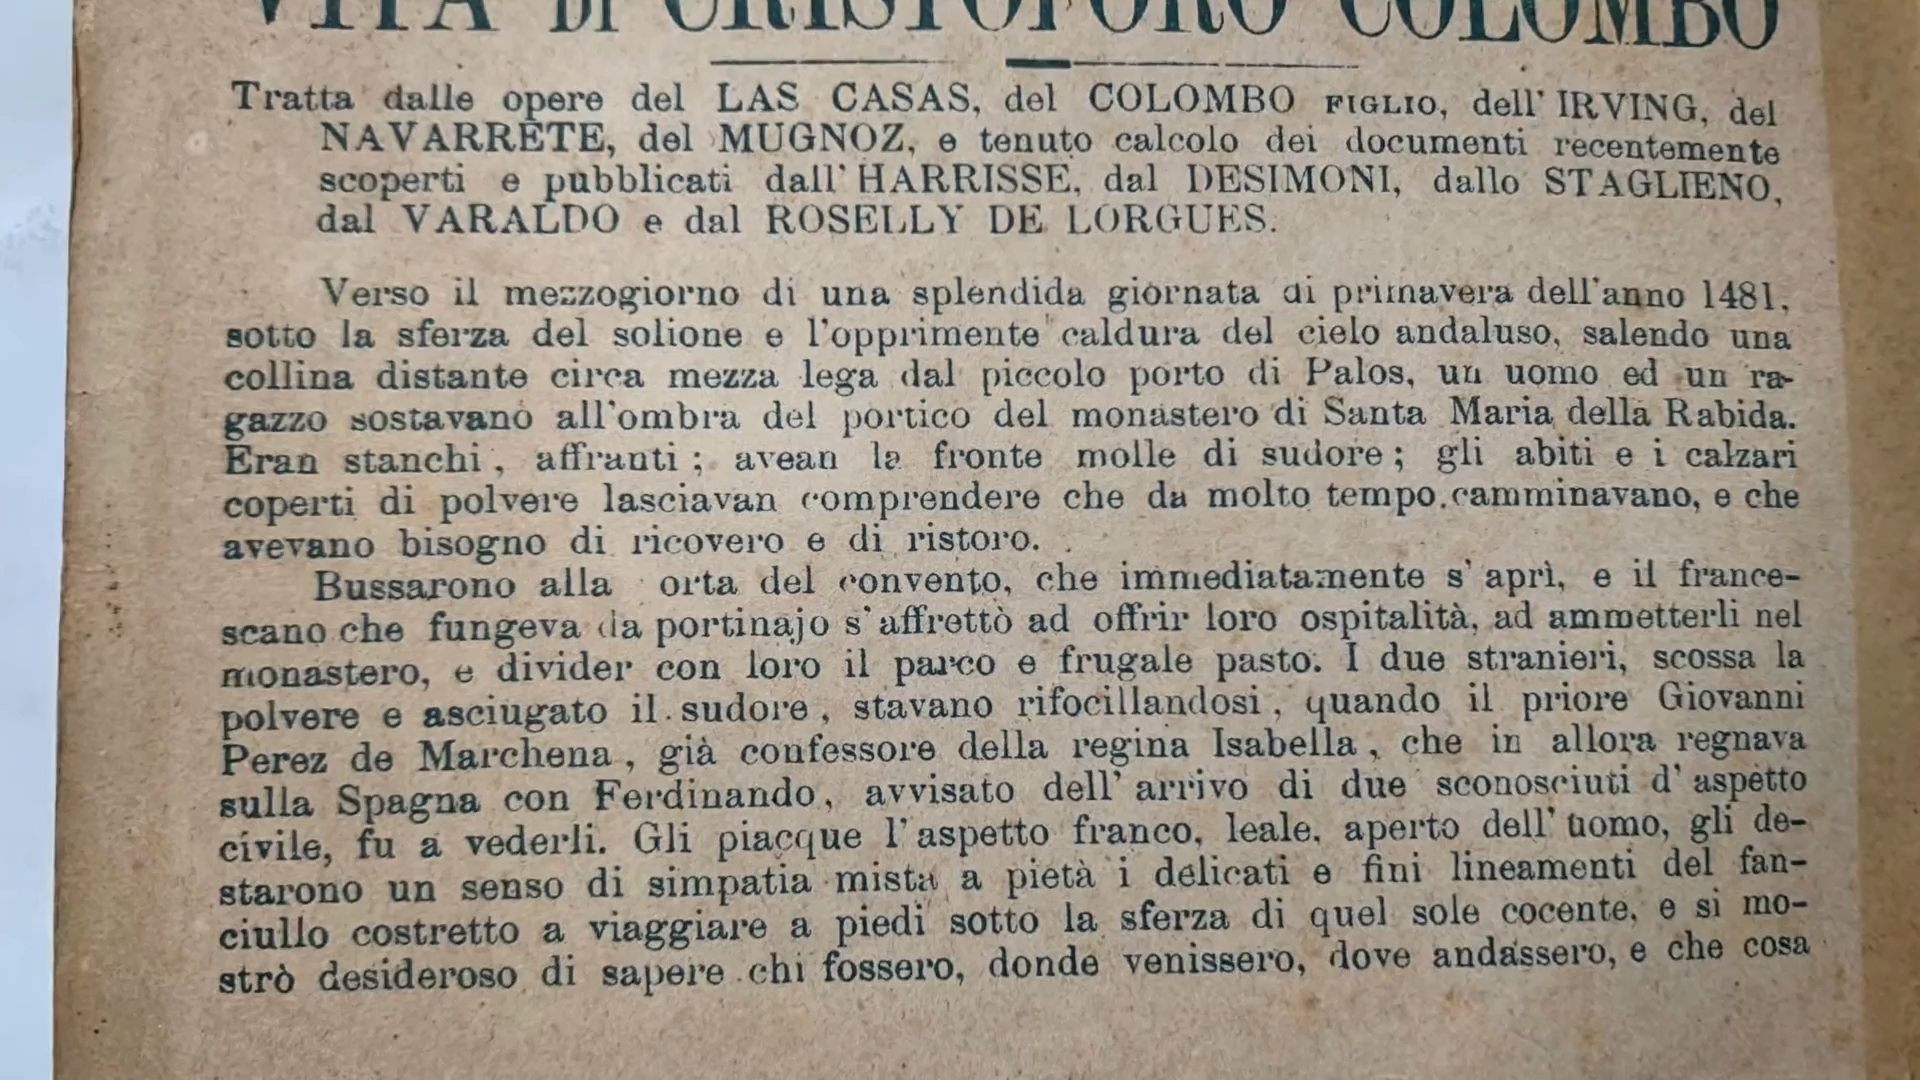 VITA DI CRISTOFORO COLOMBO
Tratta dalle opere del LAS CASAS, del COLOMBO FIGLIO, dell' IRVING, del
NAVARRETE, del MUGNOZ, e tenuto calcolo dei documenti recentemente
scoperti e pubblicati dall' HARRISSE, dal DESIMONI, dallo STAGLIENO,
dal VARALDO e dal ROSELLY DE LORGUES.
Verso il mezzogiorno di una splendida giornata di primavera dell'anno 1481,
sotto la sferza del solione e l'opprimente caldura del cielo andaluso, salendo una
collina distante circa mezza lega dal piccolo porto di Palos, un uomo ed un ra-
gazzo sostavano all'ombra del portico del monastero di Santa Maria della Rabida.
Eran stanchi, affranti; avean la fronte molle di sudore; gli abiti e i calzari
coperti di polvere lasciavan comprendere che da molto tempo camminavano, e che
avevano bisogno di ricovero e di ristoro.
Bussarono alla orta del convento, che immediatamente s'aprì, e il france-
scano che fungeva da portinajo s'affrettò ad offrir loro ospitalità, ad ammetterli nel
monastero, e divider con loro il parco e frugale pasto. I due stranieri, scossa la
polvere e asciugato il sudore, stavano rifocillandosi, quando il priore Giovanni
Perez de Marchena, già confessore della regina Isabella, che in allora regnava
sulla Spagna con Ferdinando, avvisato dell'arrivo di due sconosciuti d'aspetto
civile, fu a vederli. Gli piacque l'aspetto franco, leale, aperto dell'uomo, gli de-
starono un senso di simpatia mista a pietà i delicati e fini lineamenti del fan-
ciullo costretto a viaggiare a piedi sotto la sferza di quel sole cocente, e si mo-
strò desideroso di sapere chi fossero, donde venissero, dove andassero, e che cosa